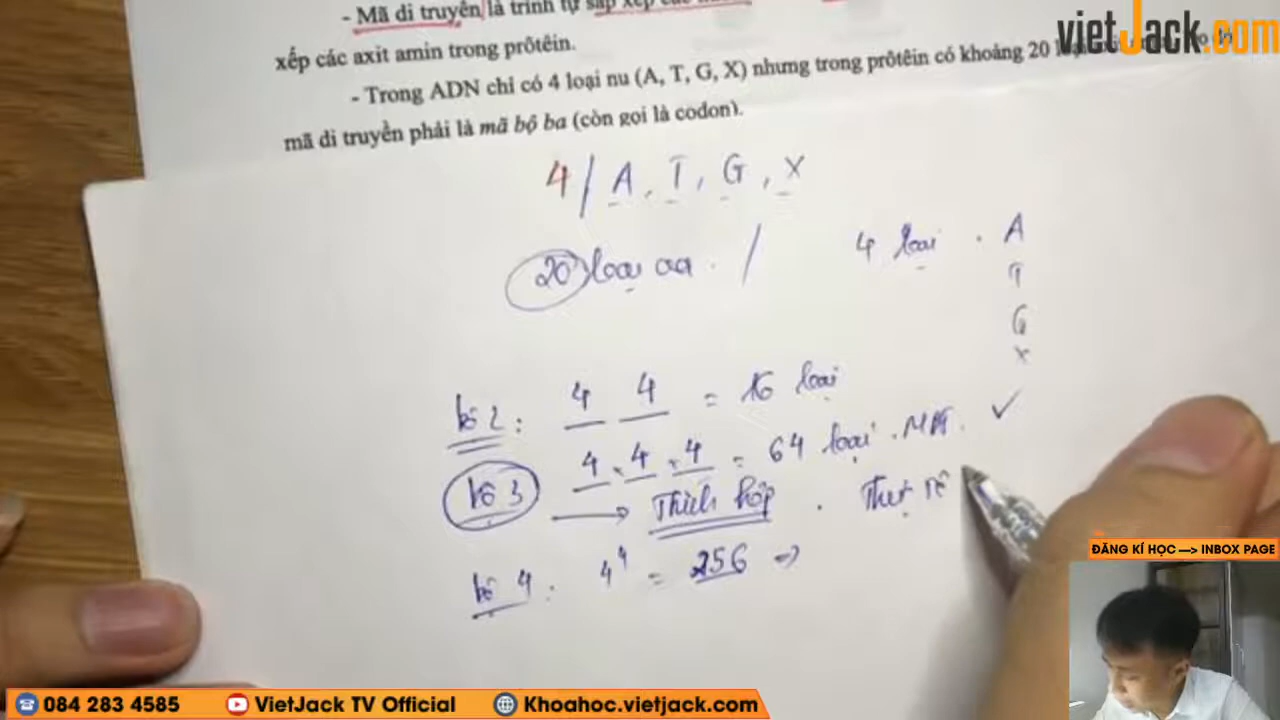 - Mã di truyền là trình tự sắp xếp các
vietJack.com
xếp các axit amin trong prôtêin.
- Trong ADN chỉ có 4 loại nu (A, T, G, X) nhưng trong prôtêin có khoảng 20
mã di truyền phải là mã bộ ba (còn gọi là codon).
4 / A, T, G, X
20 loại aa. / 4 loại . A
T
G
X
bộ 2 : 4 4 = 16 loại
bộ 3 4 . 4 . 4 = 64 loại . ✓
→ Thích hợp .
bộ 4 : 4⁴ = 256 ⇒
ĐĂNG KÍ HỌC —> INBOX PAGE
084 283 4585 VietJack TV Official Khoahoc.vietjack.com